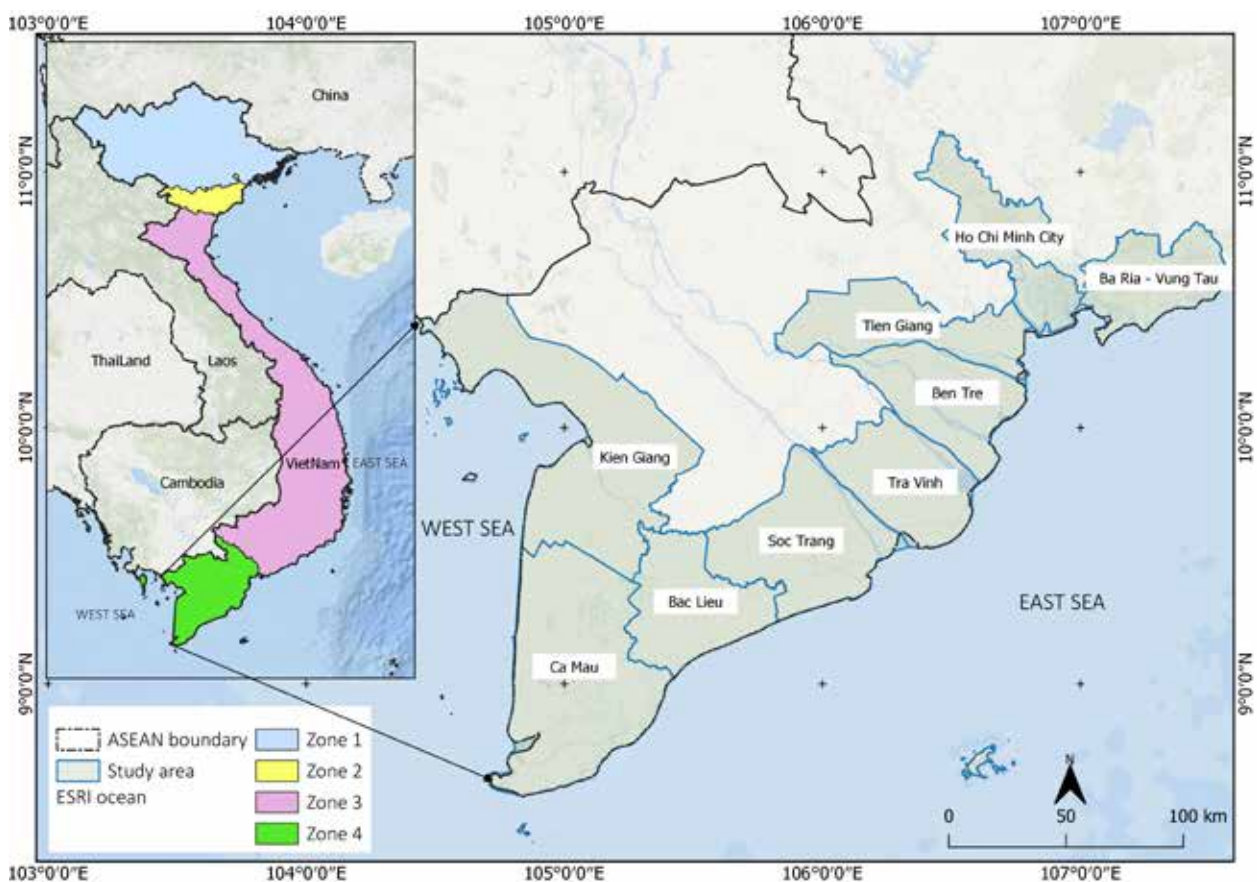 103°0'0"E
104°0'0"E
105°0'0"E
106°0'0"E
107°0'0"E
11°0'0"N
10°0'0"N
9°0'0"N
China
ThaiLand
Laos
VietNam
EAST SEA
Cambodia
WEST SEA
Ho Chi Minh City
Ba Ria - Vung Tau
Tien Giang
Ben Tre
Kien Giang
Tra Vinh
WEST SEA
Soc Trang
Bac Lieu
EAST SEA
Ca Mau
ASEAN boundary
Study area
ESRI ocean
Zone 1
Zone 2
Zone 3
Zone 4
N
0 50 100 km
11°0'0"N
10°0'0"N
9°0'0"N
103°0'0"E
104°0'0"E
105°0'0"E
106°0'0"E
107°0'0"E